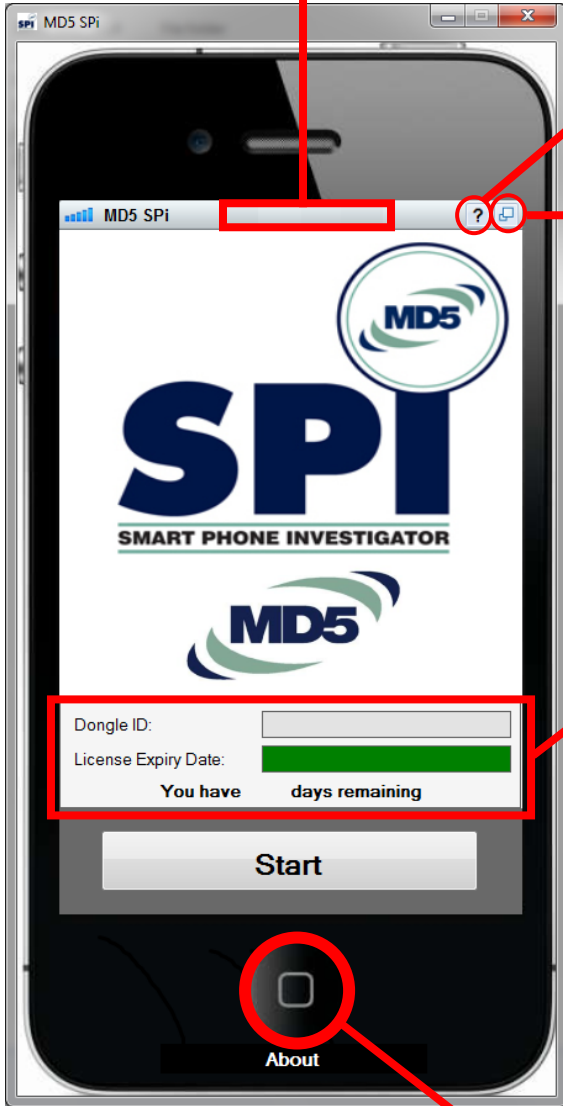 SPi MD5 SPi
MD5 SPi
?
MD5
SPI
SMART PHONE INVESTIGATOR
MD5
Dongle ID:
License Expiry Date:
You have days remaining
Start
About